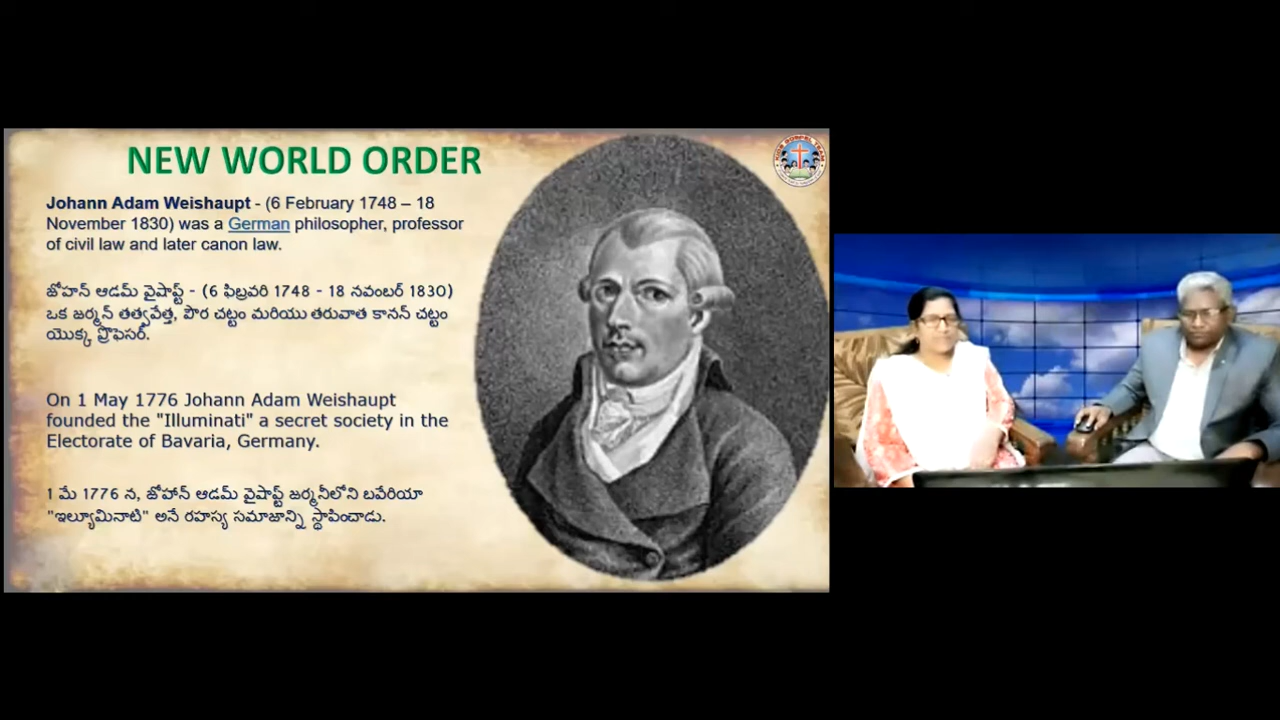 NEW WORLD ORDER
Johann Adam Weishaupt - (6 February 1748 – 18
November 1830) was a German philosopher, professor
of civil law and later canon law.
జోహన్ ఆడమ్ వైషాప్ట్ - (6 ఫిబ్రవరి 1748 - 18 నవంబర్ 1830)
ఒక జర్మన్ తత్వవేత్త, పౌర చట్టం మరియు తరువాత కానన్ చట్టం
యొక్క ప్రొఫెసర్.
On 1 May 1776 Johann Adam Weishaupt
founded the "Illuminati" a secret society in the
Electorate of Bavaria, Germany.
1 మే 1776 న, జోహాన్ ఆడమ్ వైషాప్ట్ జర్మనీలోని బవేరియా
"ఇల్యూమినాటి" అనే రహస్య సమాజాన్ని స్థాపించాడు.